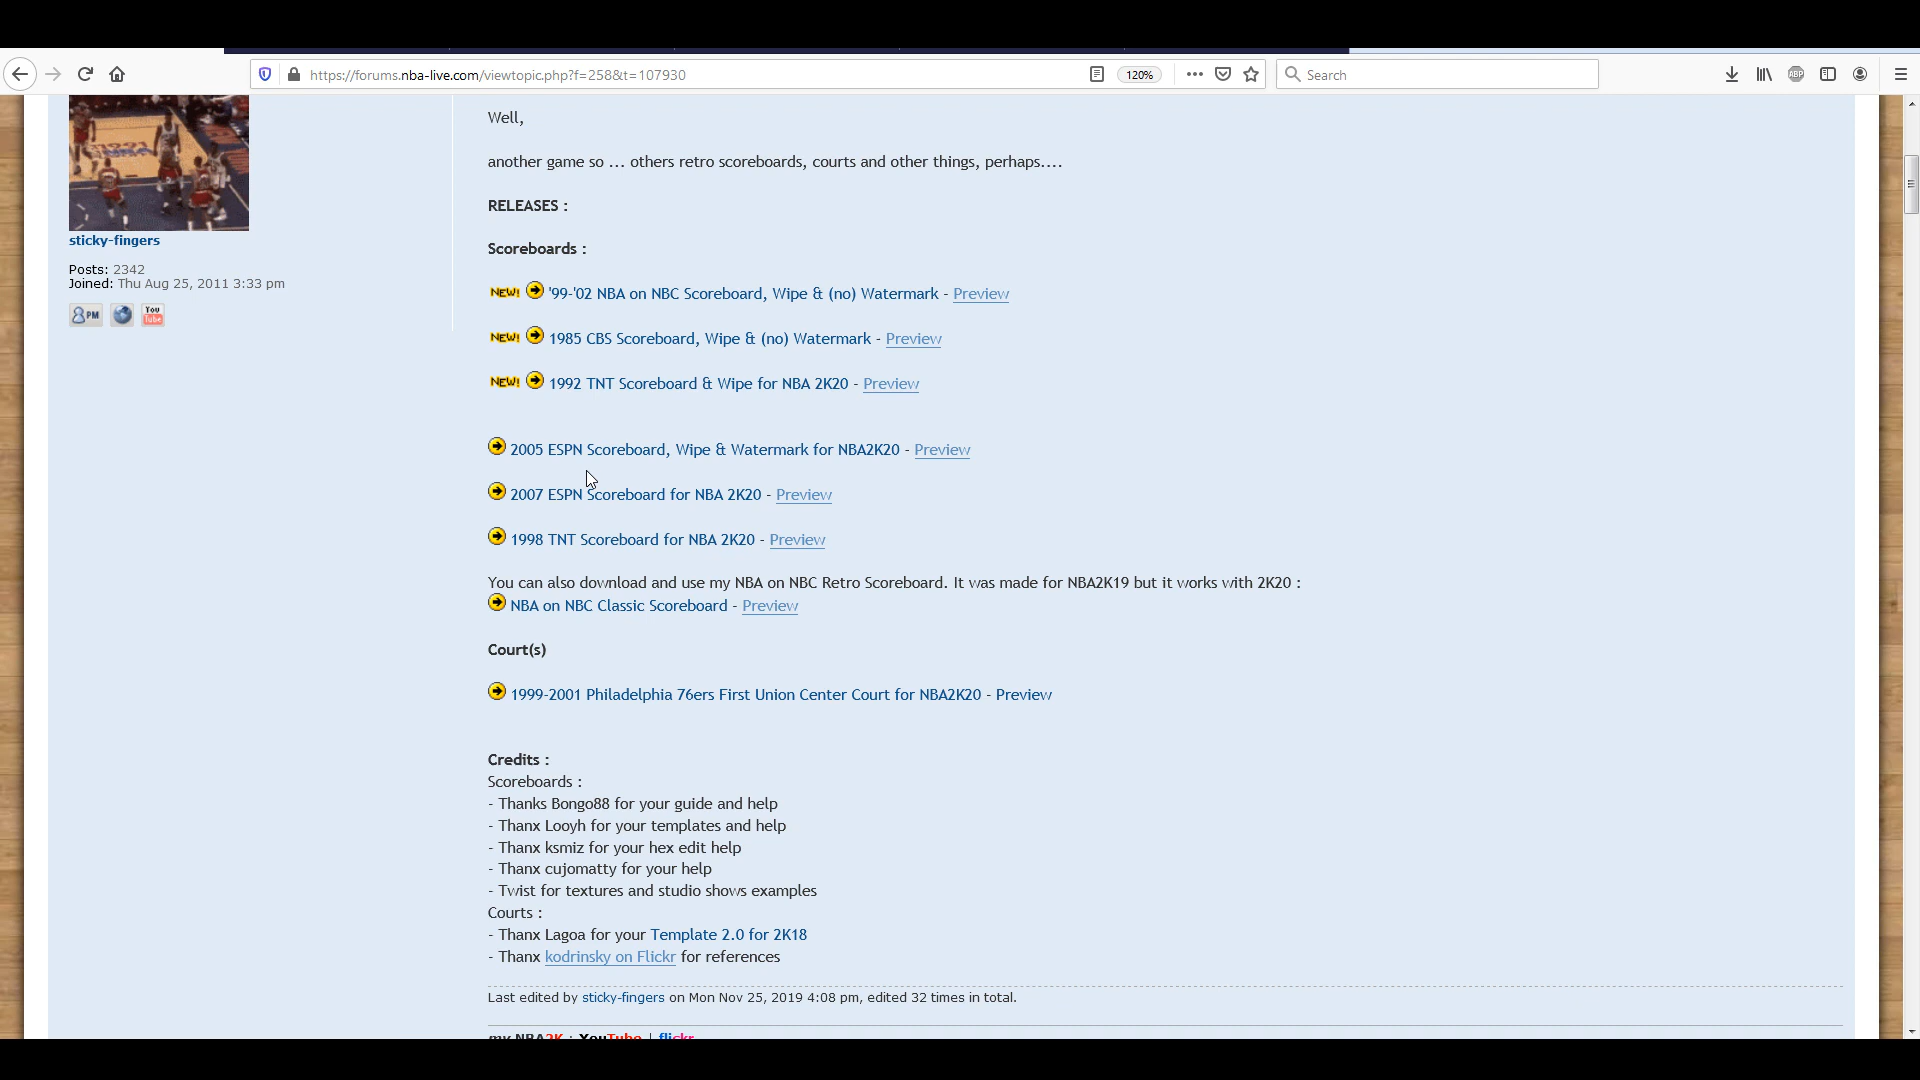 https://forums.nba-live.com/viewtopic.php?f=258&t=107930
120%
Search
ABP
Well,
another game so ... others retro scoreboards, courts and other things, perhaps....
RELEASES :
sticky-fingers
Scoreboards :
Posts: 2342
Joined: Thu Aug 25, 2011 3:33 pm
NEW! '99-'02 NBA on NBC Scoreboard, Wipe & (no) Watermark - Preview
PM
You Tube
NEW! 1985 CBS Scoreboard, Wipe & (no) Watermark - Preview
NEW! 1992 TNT Scoreboard & Wipe for NBA 2K20 - Preview
2005 ESPN Scoreboard, Wipe & Watermark for NBA2K20 - Preview
2007 ESPN Scoreboard for NBA 2K20 - Preview
1998 TNT Scoreboard for NBA 2K20 - Preview
You can also download and use my NBA on NBC Retro Scoreboard. It was made for NBA2K19 but it works with 2K20 :
NBA on NBC Classic Scoreboard - Preview
Court(s)
1999-2001 Philadelphia 76ers First Union Center Court for NBA2K20 - Preview
Credits :
Scoreboards :
- Thanks Bongo88 for your guide and help
- Thanx Looyh for your templates and help
- Thanx ksmiz for your hex edit help
- Thanx cujomatty for your help
- Twist for textures and studio shows examples
Courts :
- Thanx Lagoa for your Template 2.0 for 2K18
- Thanx kodrinsky on Flickr for references
Last edited by sticky-fingers on Mon Nov 25, 2019 4:08 pm, edited 32 times in total.
my NBA2K : YouTube | flickr